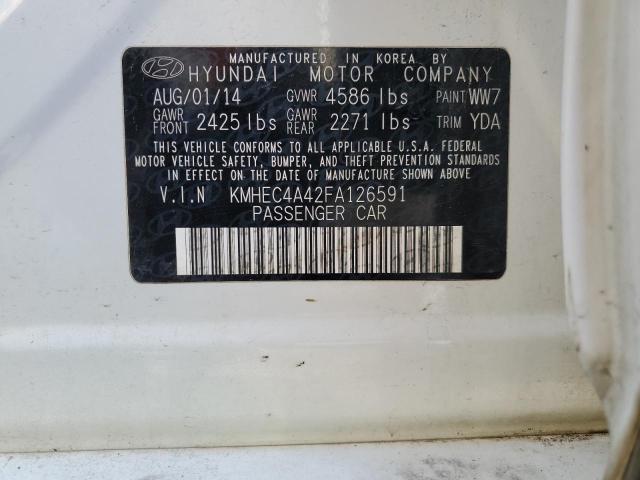 MANUFACTURED IN KOREA BY
HYUNDAI MOTOR COMPANY
AUG/01/14 GVWR 4586 lbs PAINT WW7
GAWR FRONT 2425 lbs GAWR REAR 2271 lbs TRIM YDA
THIS VEHICLE CONFORMS TO ALL APPLICABLE U.S.A. FEDERAL
MOTOR VEHICLE SAFETY, BUMPER, AND THEFT PREVENTION STANDARDS
IN EFFECT ON THE DATE OF MANUFACTURE SHOWN ABOVE.
V.I.N KMHEC4A42FA126591
PASSENGER CAR